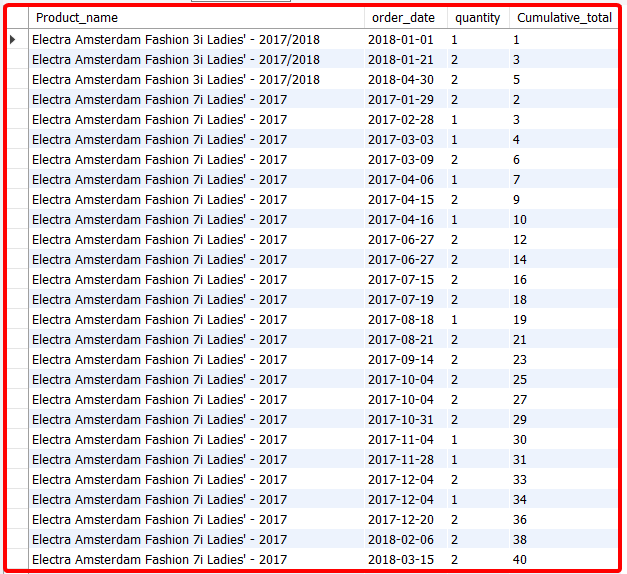 Product_name order_date quantity Cumulative_total
Electra Amsterdam Fashion 3i Ladies' - 2017/2018 2018-01-01 1 1
Electra Amsterdam Fashion 3i Ladies' - 2017/2018 2018-01-21 2 3
Electra Amsterdam Fashion 3i Ladies' - 2017/2018 2018-04-30 2 5
Electra Amsterdam Fashion 7i Ladies' - 2017 2017-01-29 2 2
Electra Amsterdam Fashion 7i Ladies' - 2017 2017-02-28 1 3
Electra Amsterdam Fashion 7i Ladies' - 2017 2017-03-03 1 4
Electra Amsterdam Fashion 7i Ladies' - 2017 2017-03-09 2 6
Electra Amsterdam Fashion 7i Ladies' - 2017 2017-04-06 1 7
Electra Amsterdam Fashion 7i Ladies' - 2017 2017-04-15 2 9
Electra Amsterdam Fashion 7i Ladies' - 2017 2017-04-16 1 10
Electra Amsterdam Fashion 7i Ladies' - 2017 2017-06-27 2 12
Electra Amsterdam Fashion 7i Ladies' - 2017 2017-06-27 2 14
Electra Amsterdam Fashion 7i Ladies' - 2017 2017-07-15 2 16
Electra Amsterdam Fashion 7i Ladies' - 2017 2017-07-19 2 18
Electra Amsterdam Fashion 7i Ladies' - 2017 2017-08-18 1 19
Electra Amsterdam Fashion 7i Ladies' - 2017 2017-08-21 2 21
Electra Amsterdam Fashion 7i Ladies' - 2017 2017-09-14 2 23
Electra Amsterdam Fashion 7i Ladies' - 2017 2017-10-04 2 25
Electra Amsterdam Fashion 7i Ladies' - 2017 2017-10-04 2 27
Electra Amsterdam Fashion 7i Ladies' - 2017 2017-10-31 2 29
Electra Amsterdam Fashion 7i Ladies' - 2017 2017-11-04 1 30
Electra Amsterdam Fashion 7i Ladies' - 2017 2017-11-28 1 31
Electra Amsterdam Fashion 7i Ladies' - 2017 2017-12-04 2 33
Electra Amsterdam Fashion 7i Ladies' - 2017 2017-12-04 1 34
Electra Amsterdam Fashion 7i Ladies' - 2017 2017-12-20 2 36
Electra Amsterdam Fashion 7i Ladies' - 2017 2018-02-06 2 38
Electra Amsterdam Fashion 7i Ladies' - 2017 2018-03-15 2 40